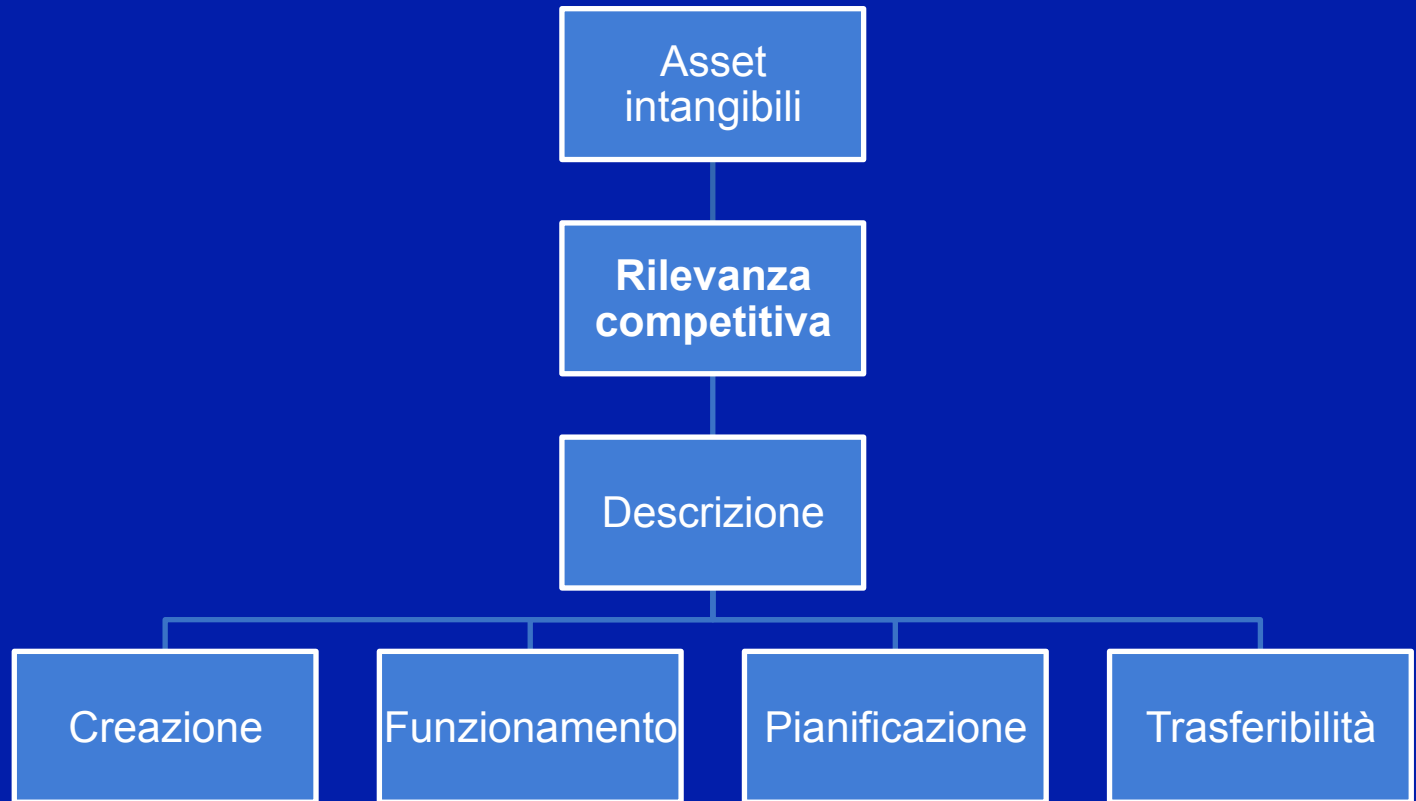 Asset
intangibili
Rilevanza
competitiva
Descrizione
Creazione
Funzionamento
Pianificazione
Trasferibilità